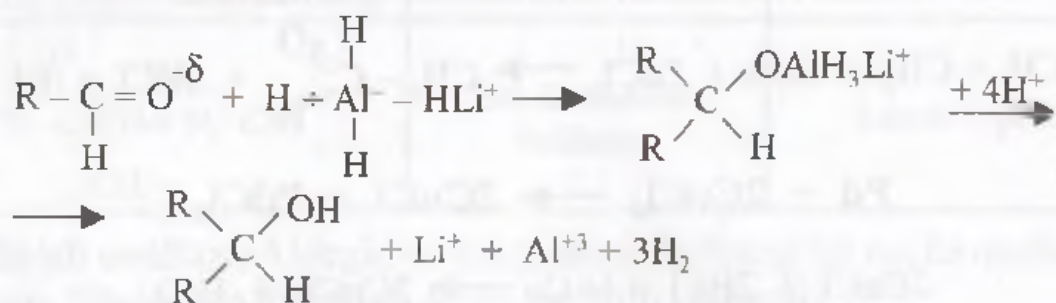 H
R – C = O⁻ᵟ + H ÷ Al⁻ – HLi⁺ ⟶ R OAlH₃Li⁺ + 4H⁺
H H C
R H
⟶ R OH
C + Li⁺ + Al⁺³ + 3H₂
R H